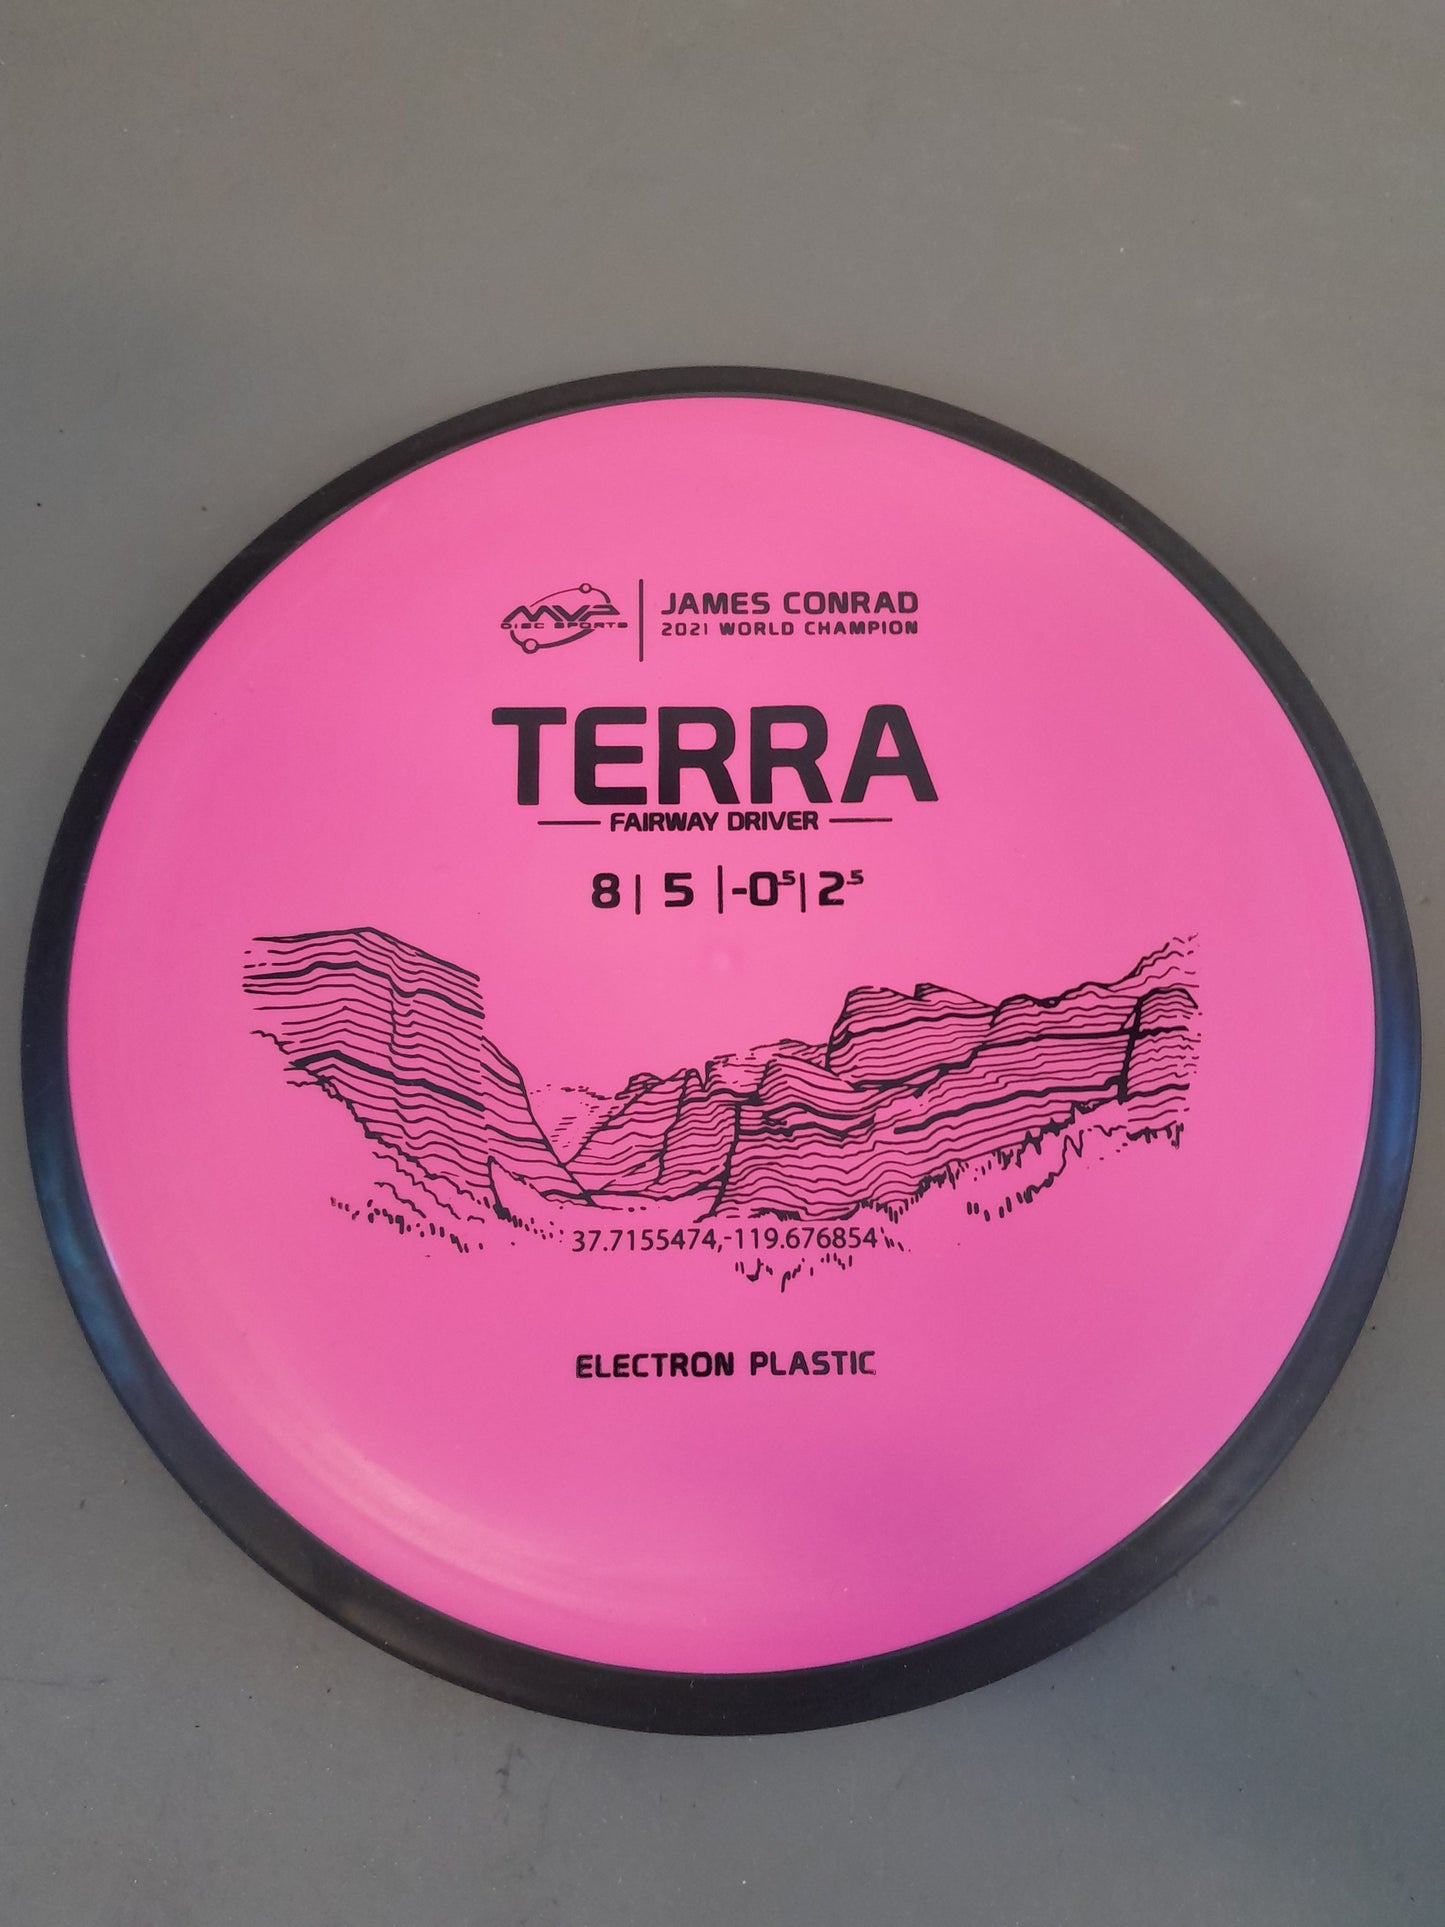 MVP
DISC SPORTS
JAMES CONRAD
2021 WORLD CHAMPION
TERRA
FAIRWAY DRIVER
8 | 5 | -0⁵ | 2⁵
37.7155474,-119.676854
ELECTRON PLASTIC